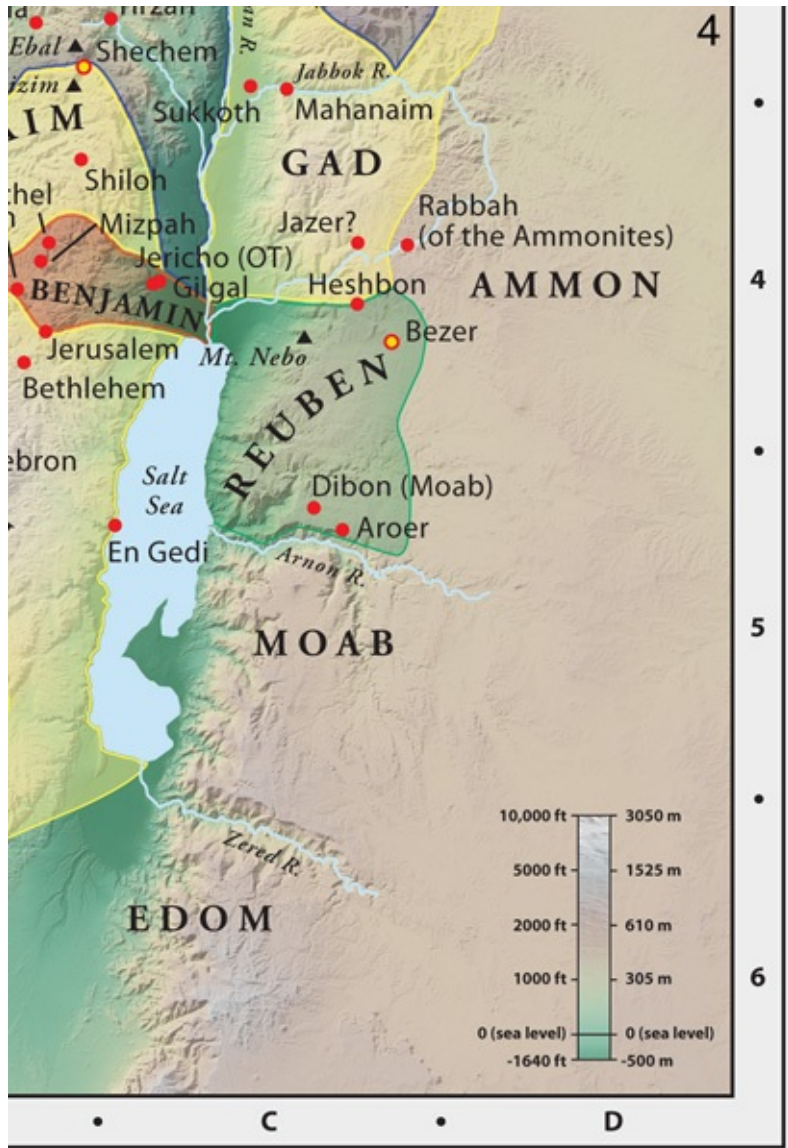 4
Ebal
Shechem
Jabbok R.
Sukkoth
Mahanaim
GAD
Shiloh
Mizpah
Jazer?
Rabbah
(of the Ammonites)
Jericho (OT)
Gilgal
Heshbon
AMMON
4
BENJAMIN
Jerusalem
Mt. Nebo
Bezer
Bethlehem
REUBEN
Salt
Sea
Dibon (Moab)
Aroer
En Gedi
Arnon R.
MOAB
5
Zered R.
EDOM
10,000 ft 3050 m
5000 ft 1525 m
2000 ft 610 m
1000 ft 305 m
0 (sea level) 0 (sea level)
-1640 ft -500 m
6
C
D